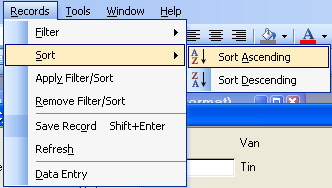 Records Tools Window Help
Filter
Sort
Sort Ascending
Sort Descending
Apply Filter/Sort
Remove Filter/Sort
Save Record Shift+Enter
Refresh
Data Entry
Van
Tin